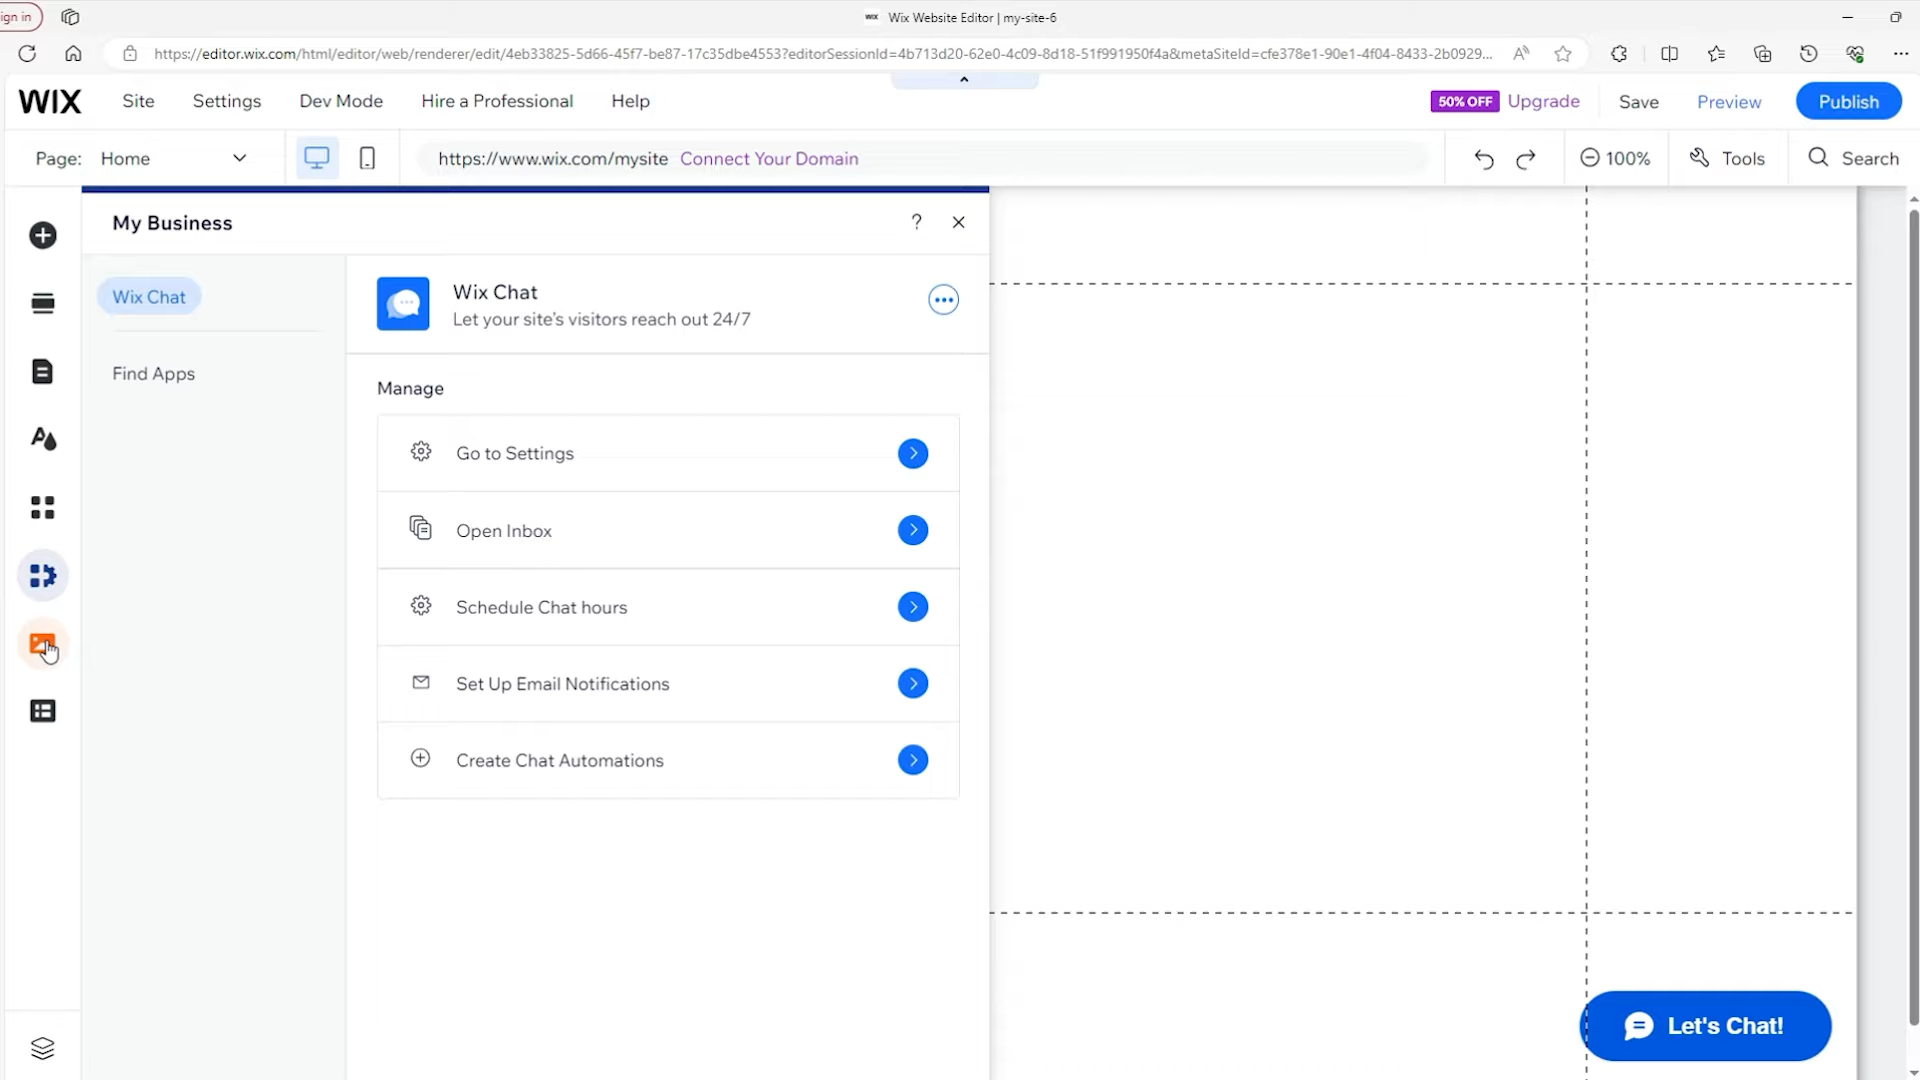 ign in
WIX Wix Website Editor | my-site-6
https://editor.wix.com/html/editor/web/renderer/edit/4eb33825-5d66-45f7-be87-17c35dbe4553?editorSessionId=4b713d20-62e0-4c09-8d18-51f991950f4a&metaSiteId=cfe378e1-90e1-4f04-8433-2b0929...
WIX Site Settings Dev Mode Hire a Professional Help 50% OFF Upgrade Save Preview Publish
Page: Home https://www.wix.com/mysite Connect Your Domain 100% Tools Search
My Business ?
Wix Chat
Wix Chat
Let your site's visitors reach out 24/7
Find Apps
Manage
Go to Settings
Open Inbox
Schedule Chat hours
Set Up Email Notifications
Create Chat Automations
Let's Chat!